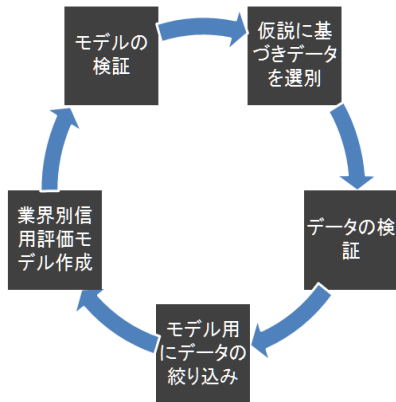 モデルの
検証
仮説に基
づきデータ
を選別
データの検
証
モデル用
にデータの
絞り込み
業界別信
用評価モ
デル作成